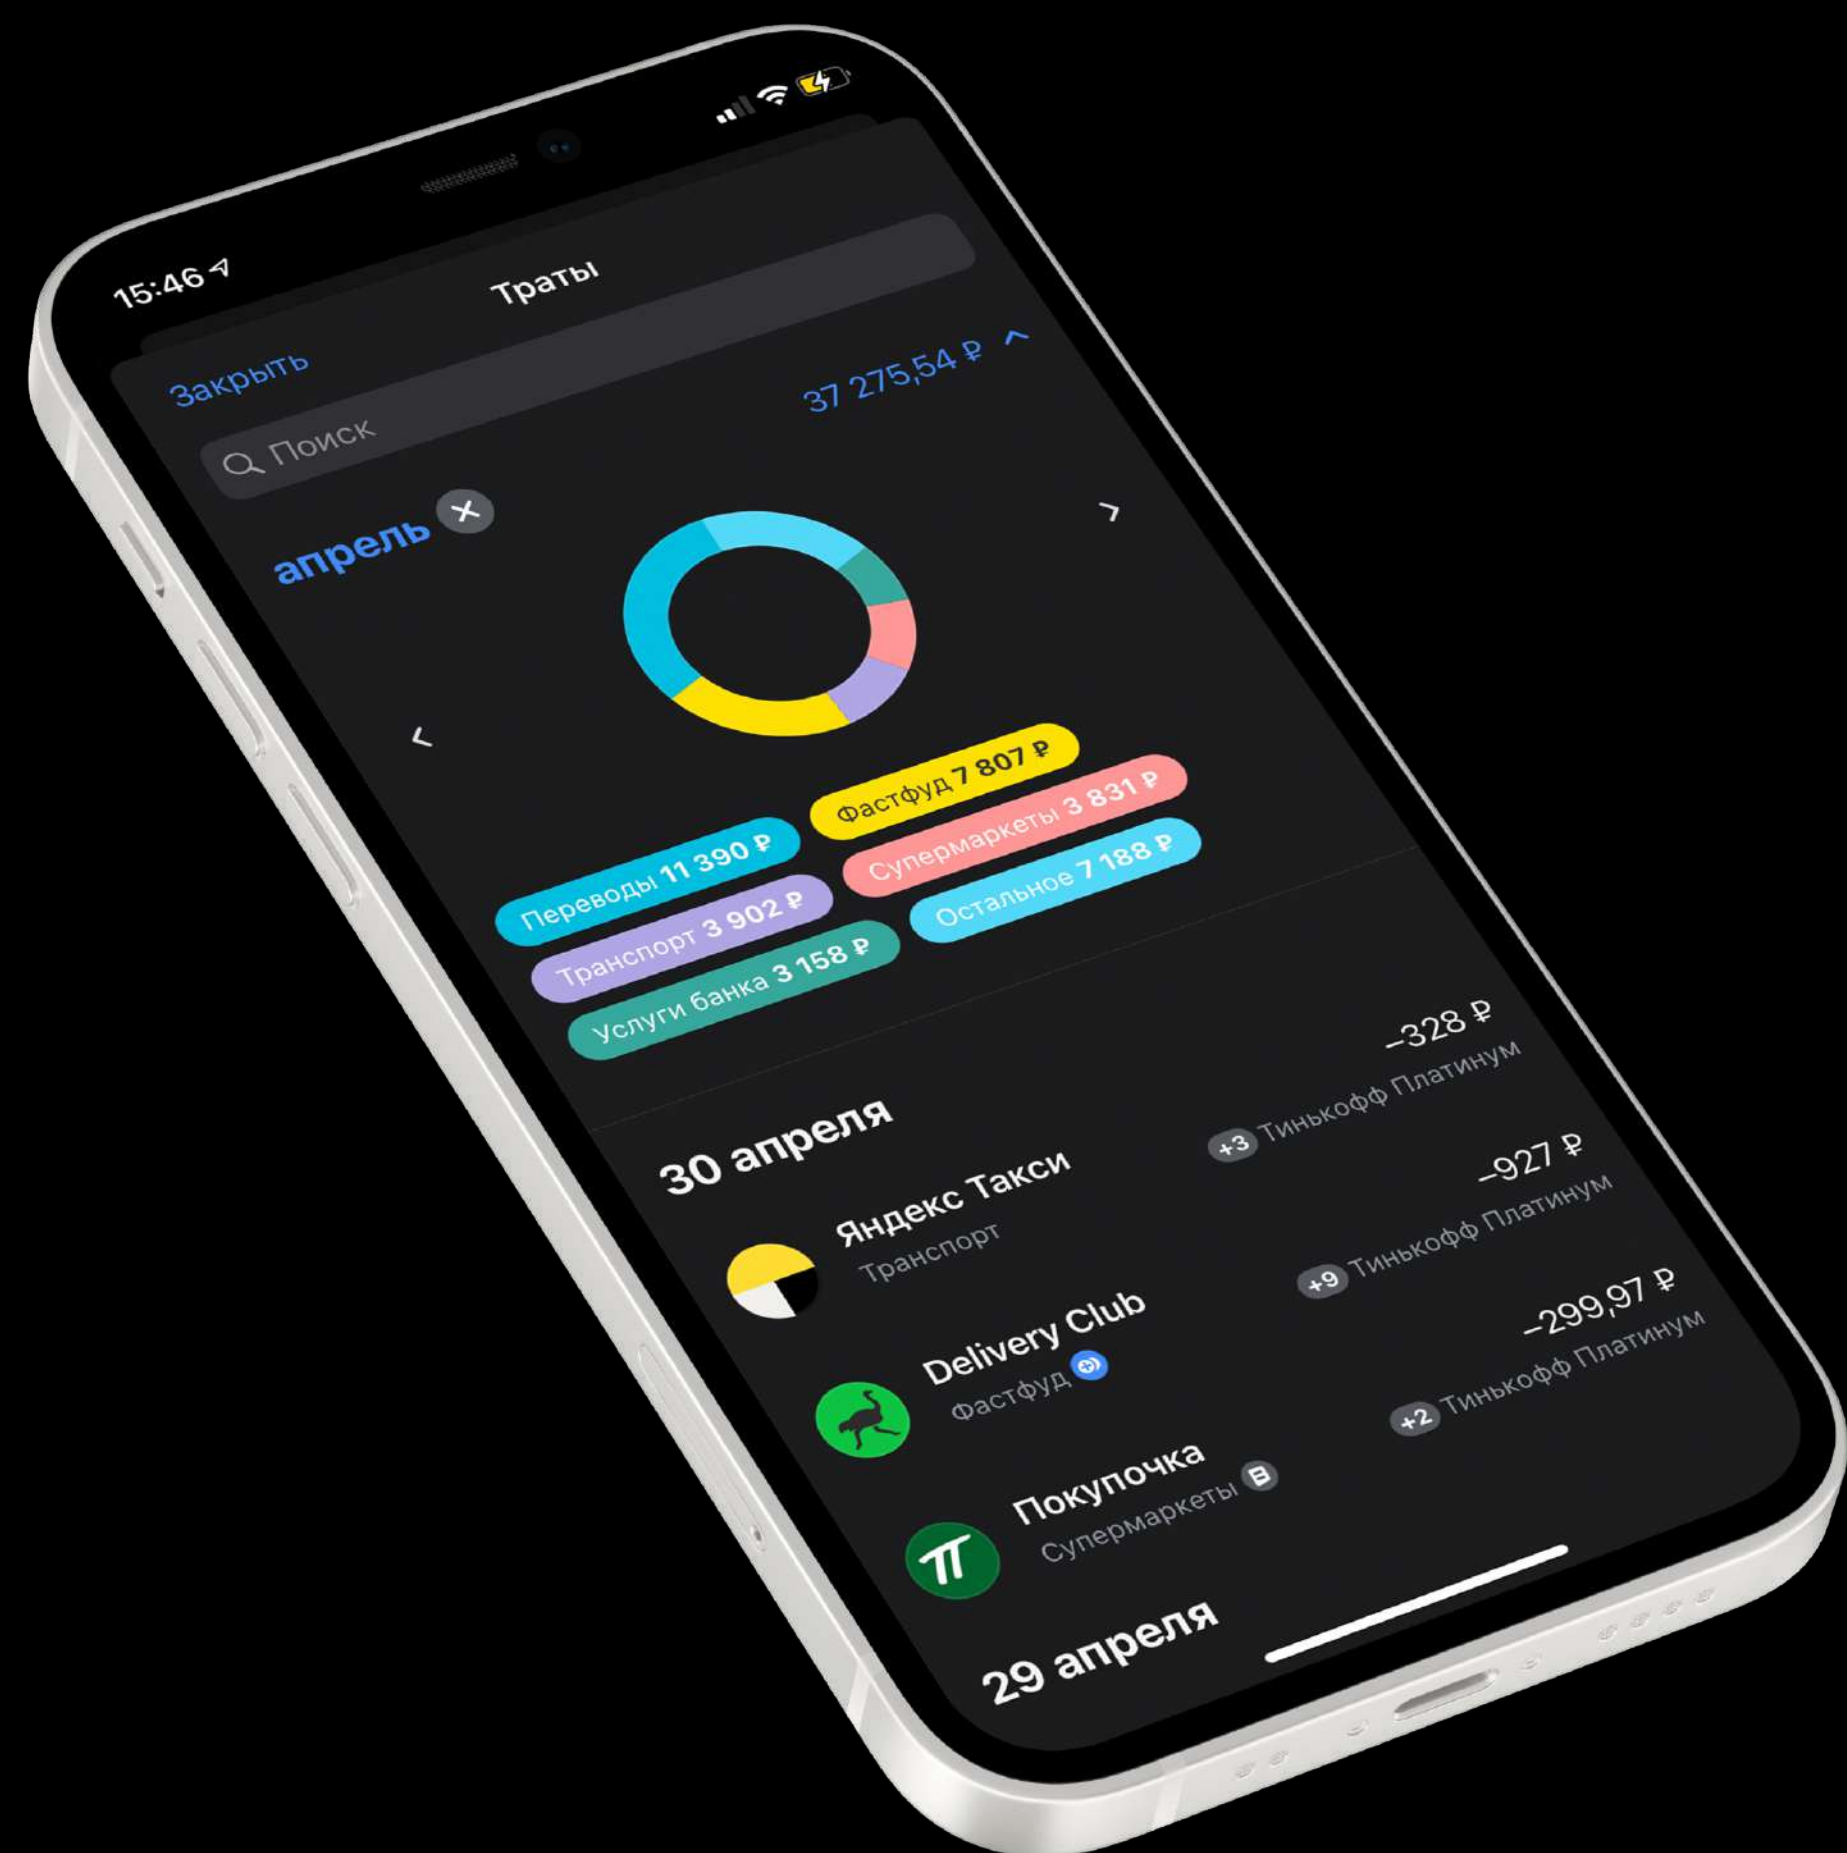 15:46
Траты
Закрыть
Поиск
апрель
37 275,54 ₽
Переводы 11 390 ₽
Фастфуд 7 807 ₽
Транспорт 3 902 ₽
Супермаркеты 3 831 ₽
Услуги банка 3 158 ₽
Остальное 7 188 ₽
30 апреля
Яндекс Такси
–328 ₽
Транспорт
+3 Тинькофф Платинум
Delivery Club
–927 ₽
Фастфуд
+9 Тинькофф Платинум
Покупочка
–299,97 ₽
Супермаркеты
+2 Тинькофф Платинум
29 апреля